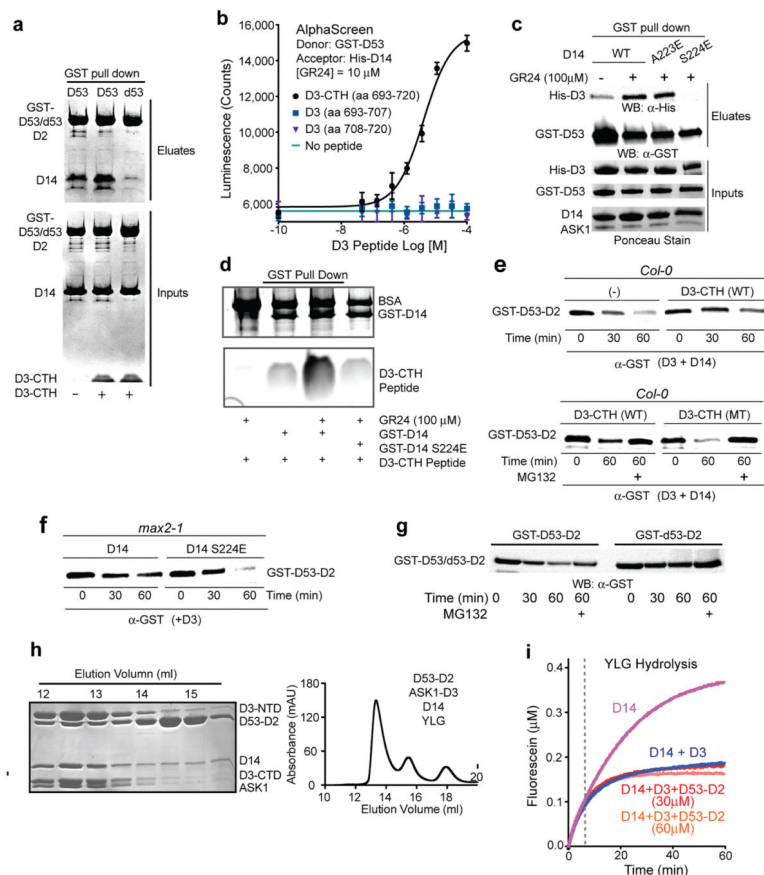 a
GST pull down
D53 D53 d53
GST-
D53/d53
D2
D14
Eluates
GST-
D53/d53
D2
D14
Inputs
D3-CTH
D3-CTH - + +
b
16,000
14,000
12,000
10,000
8,000
6,000
Luminescence (Counts)
AlphaScreen
Donor: GST-D53
Acceptor: His-D14
[GR24] = 10 μM
D3-CTH (aa 693-720)
D3 (aa 693-707)
D3 (aa 708-720)
No peptide
-10 -8 -6 -4
D3 Peptide Log [M]
c
GST pull down
D14 WT A223E S224E
GR24 (100μM) - + + +
His-D3
WB: α-His
GST-D53
WB: α-GST
Eluates
His-D3
GST-D53
D14
ASK1
Inputs
Ponceau Stain
d
GST Pull Down
BSA
GST-D14
D3-CTH
Peptide
+ + + GR24 (100 μM)
+ + GST-D14
+ GST-D14 S224E
+ + + + D3-CTH Peptide
e
Col-0
(-) D3-CTH (WT)
GST-D53-D2
Time (min) 0 30 60 0 30 60
α-GST (D3 + D14)
Col-0
D3-CTH (WT) D3-CTH (MT)
GST-D53-D2
Time (min) 0 60 60 0 60 60
MG132 + +
α-GST (D3 + D14)
f
max2-1
D14 D14 S224E
GST-D53-D2
0 30 60 0 30 60 Time (min)
α-GST (+D3)
g
GST-D53-D2 GST-d53-D2
GST-D53/d53-D2
WB: α-GST
Time (min) 0 30 60 60 0 30 60 60
MG132 + +
h
Elution Volumn (ml)
12 13 14 15
D3-NTD
D53-D2
D14
D3-CTD
ASK1
Absorbance (mAU)
180
120
60
0
D53-D2
ASK1-D3
D14
YLG
10 12 14 16 18 20
Elution Volume (ml)
i
YLG Hydrolysis
Fluorescein (μM)
0.4
0.3
0.2
0.1
0.0
D14
D14 + D3
D14+D3+D53-D2
(30μM)
D14+D3+D53-D2
(60μM)
0 20 40 60
Time (min)